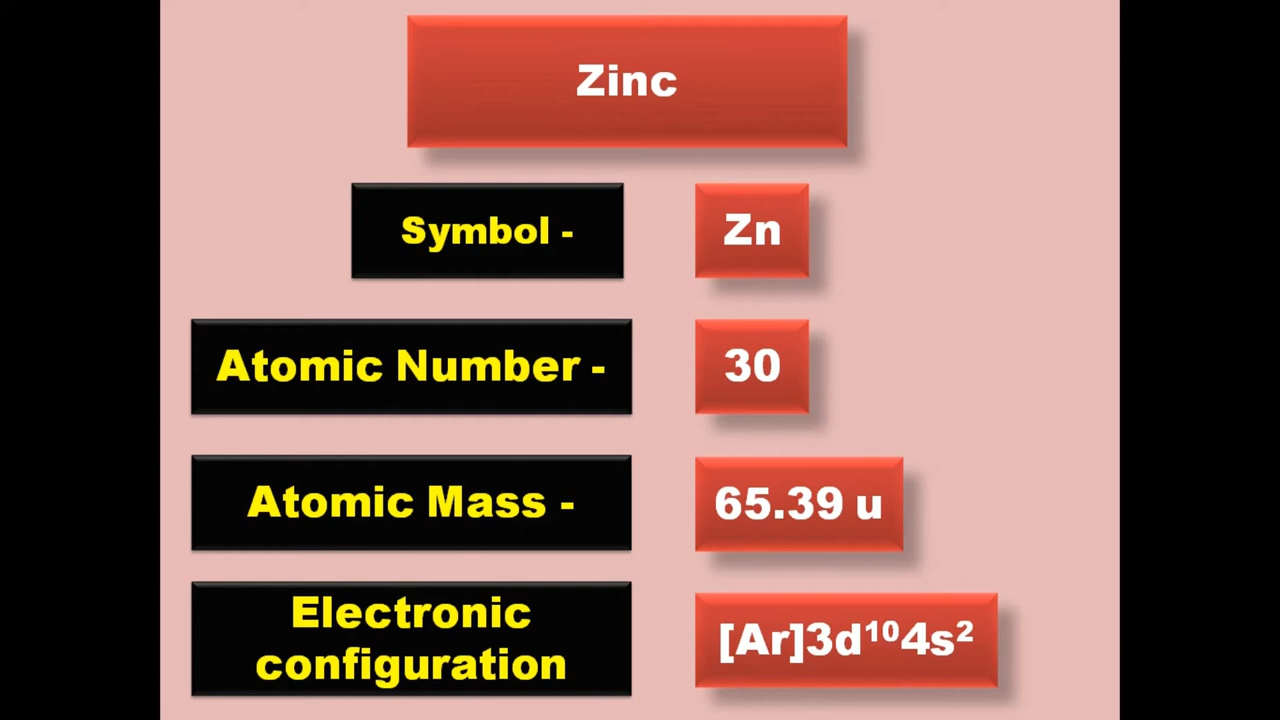 Zinc
Symbol - Zn
Atomic Number - 30
Atomic Mass - 65.39 u
Electronic
configuration [Ar]3d¹⁰4s²